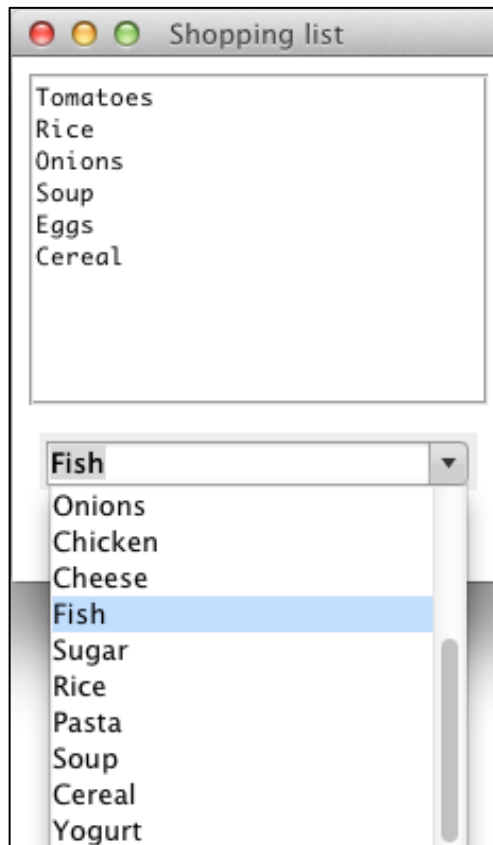 Shopping list
Tomatoes
Rice
Onions
Soup
Eggs
Cereal
Fish
Onions
Chicken
Cheese
Fish
Sugar
Rice
Pasta
Soup
Cereal
Yogurt